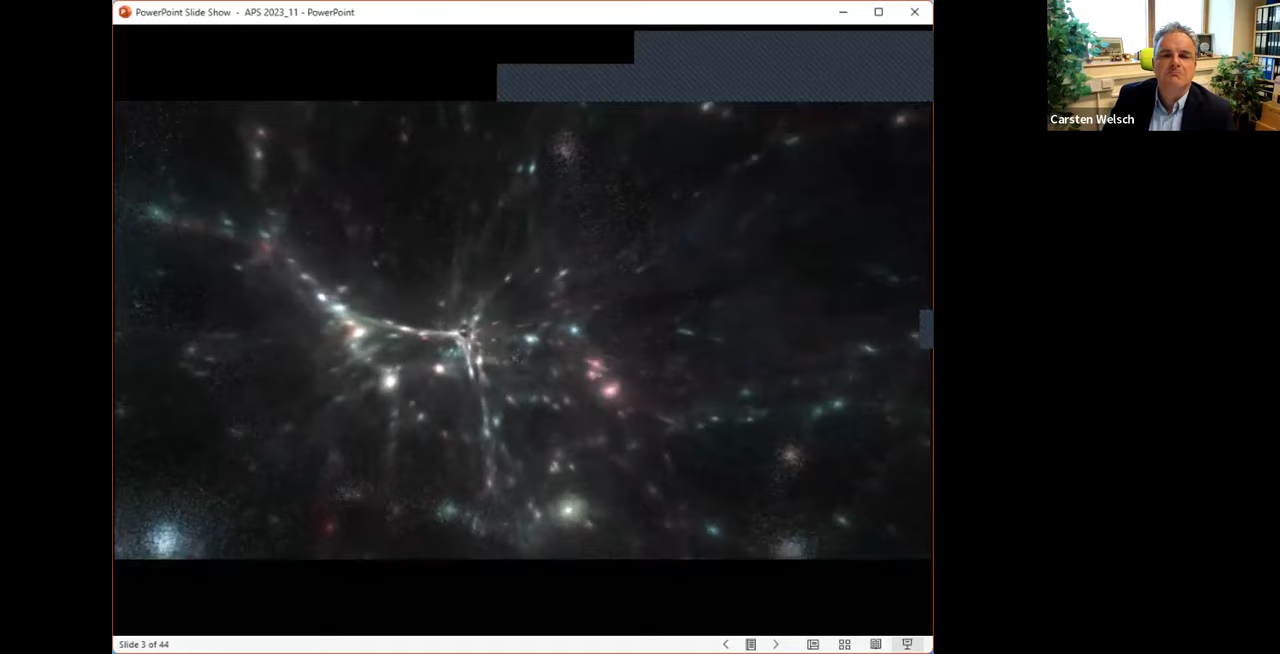 PowerPoint Slide Show - APS 2023_11 - PowerPoint
Carsten Welsch
Slide 3 of 44